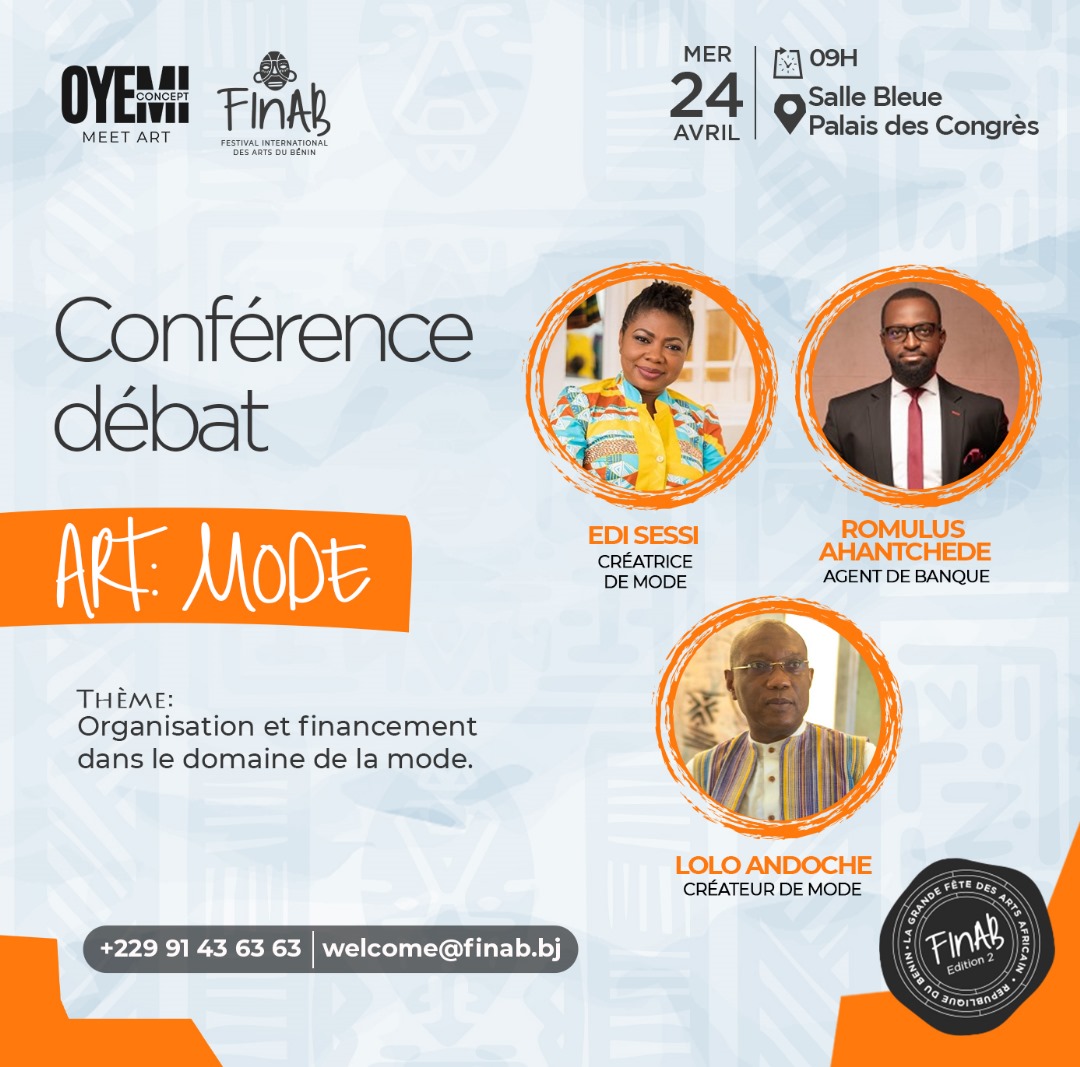 OYEMI
CONCEPT
MEET ART
FInAB
FESTIVAL INTERNATIONAL
DES ARTS DU BÉNIN
MER
24
AVRIL
09H
Salle Bleue
Palais des Congrès
Conférence
débat
ART: MODE
THÈME:
Organisation et financement
dans le domaine de la mode.
EDI SESSI
CRÉATRICE
DE MODE
ROMULUS
AHANTCHEDE
AGENT DE BANQUE
LOLO ANDOCHE
CRÉATEUR DE MODE
+229 91 43 63 63 | welcome@finab.bj
LA GRANDE FÊTE DES ARTS AFRICAIN • REPUBLIQUE DU BENIN •
FInAB
Edition 2